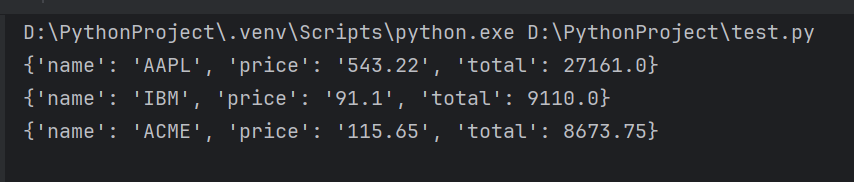 D:\PythonProject\.venv\Scripts\python.exe D:\PythonProject\test.py
{'name': 'AAPL', 'price': '543.22', 'total': 27161.0}
{'name': 'IBM', 'price': '91.1', 'total': 9110.0}
{'name': 'ACME', 'price': '115.65', 'total': 8673.75}